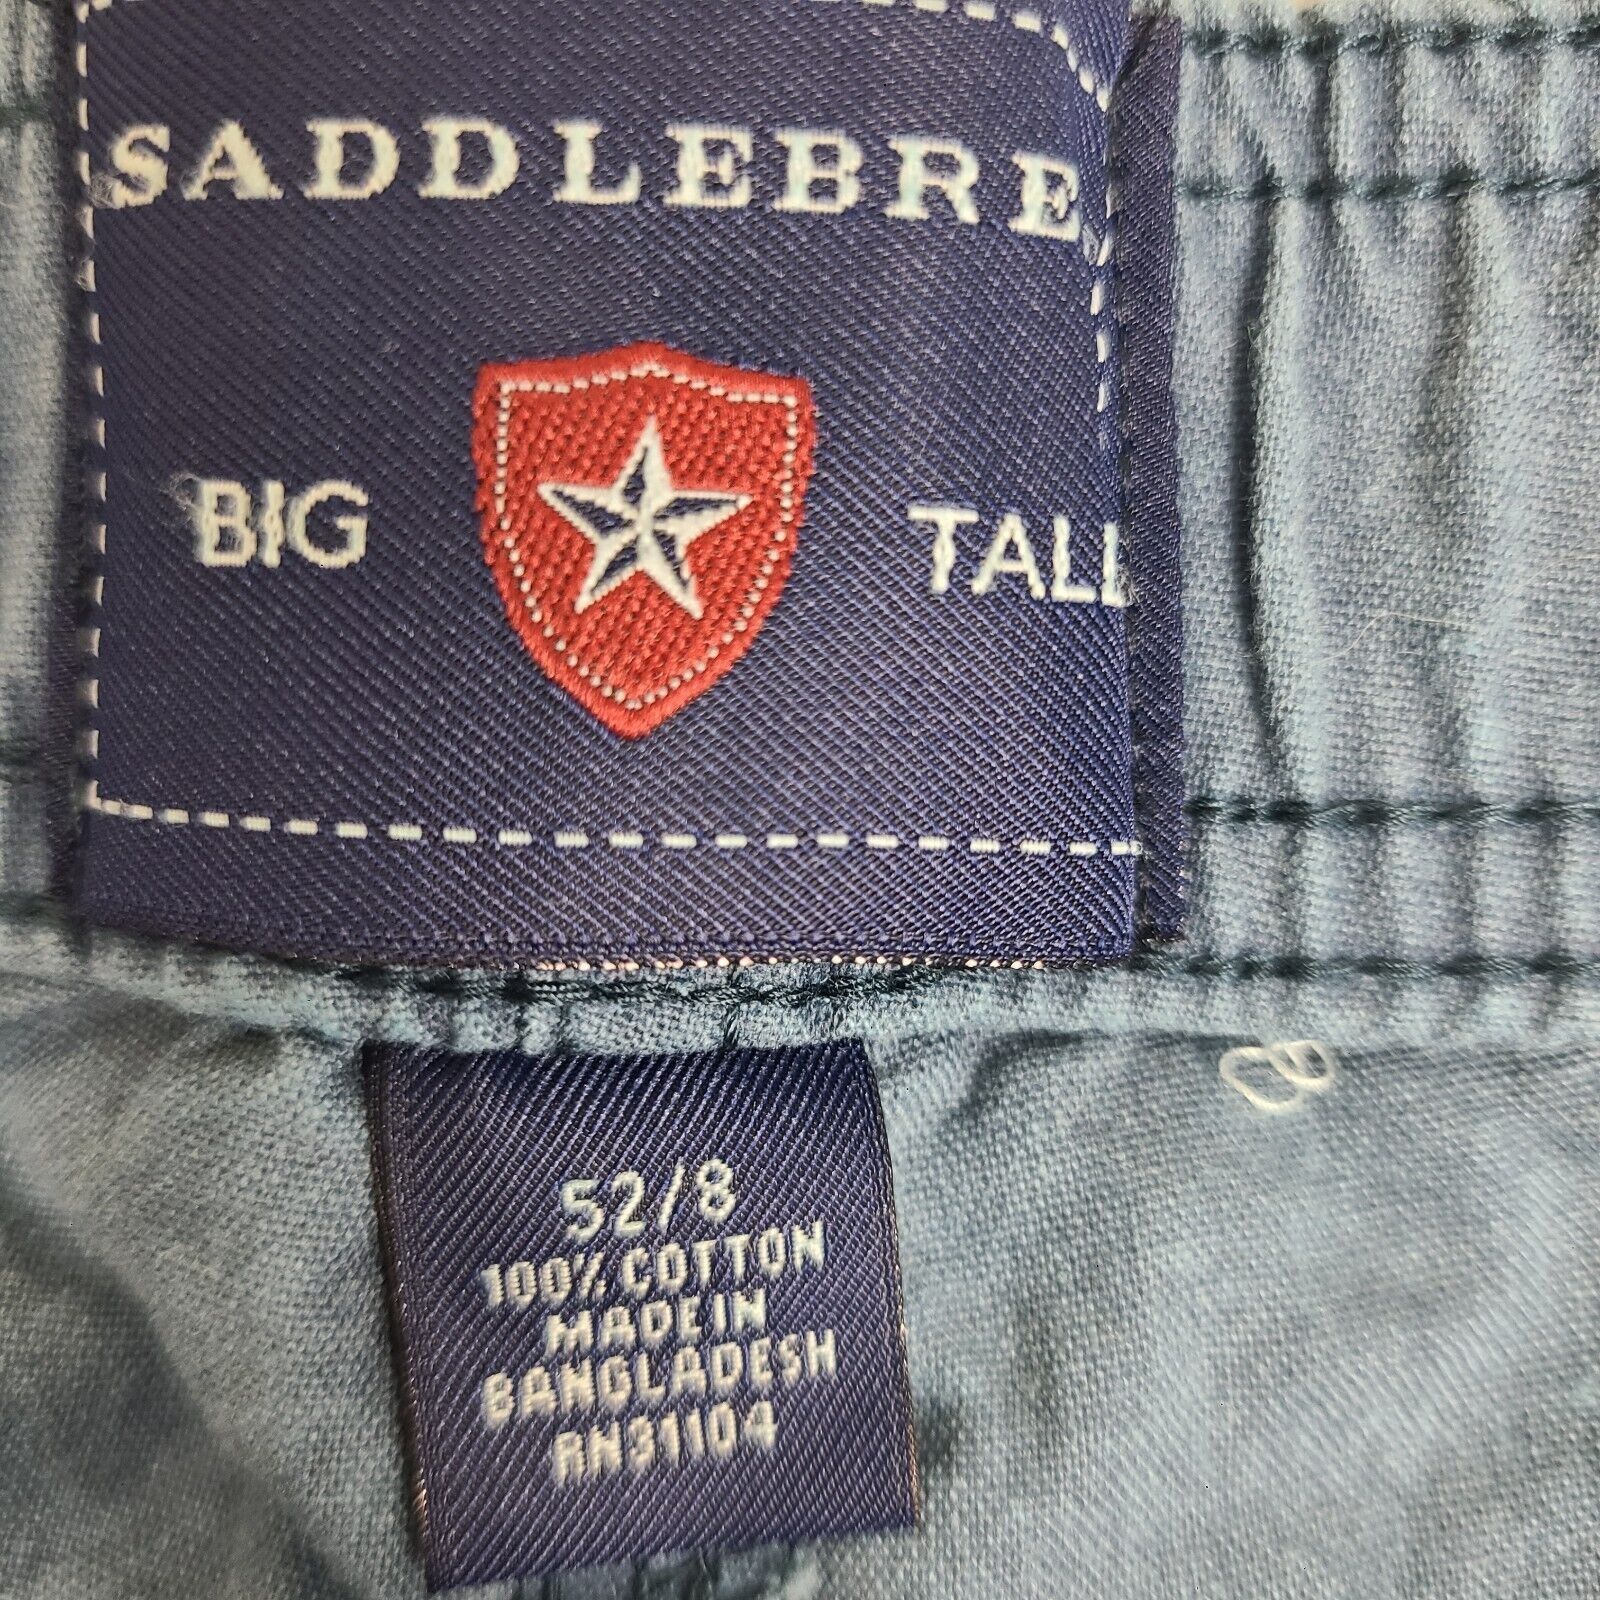 SADDLEBRE
BIG TALL
52/8
100% COTTON
MADE IN
BANGLADESH
RN31104